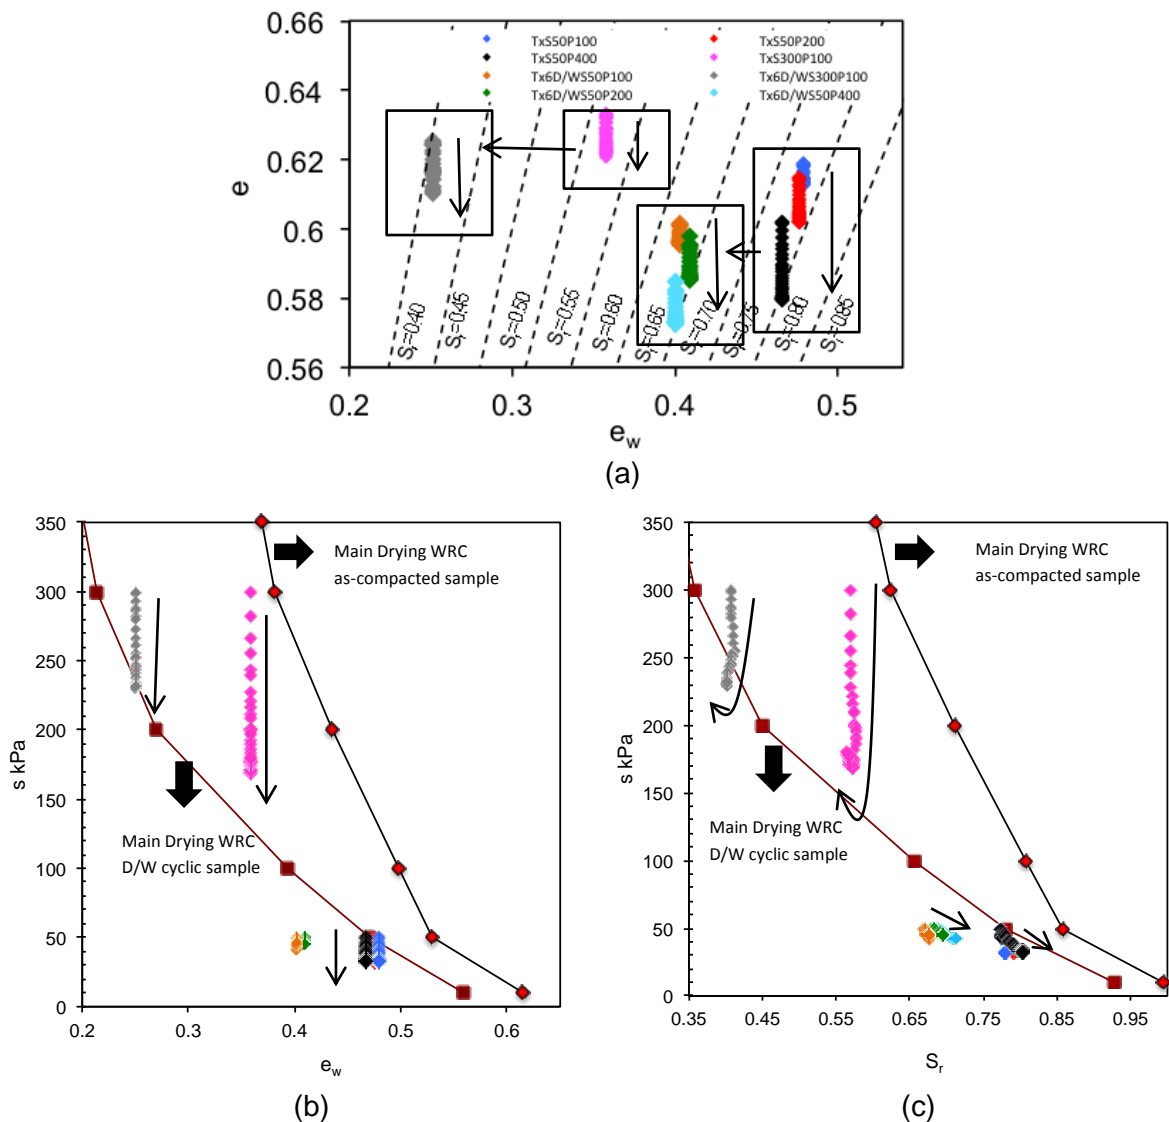 0.66
0.64
0.62
0.6
0.58
0.56
e
TxS50P100
TxS50P200
TxS50P400
TxS300P100
Tx6D/WS50P100
Tx6D/WS300P100
Tx6D/WS50P200
Tx6D/WS50P400
Sr=0.40
Sr=0.45
Sr=0.50
Sr=0.55
Sr=0.60
Sr=0.65
Sr=0.70
Sr=0.75
Sr=0.80
Sr=0.85
0.2 0.3 0.4 0.5
ew
(a)
350
300
250
200
150
100
50
0
s kPa
Main Drying WRC
as-compacted sample
Main Drying WRC
D/W cyclic sample
0.2 0.3 0.4 0.5 0.6
ew
(b)
350
300
250
200
150
100
50
0
s kPa
Main Drying WRC
as-compacted sample
Main Drying WRC
D/W cyclic sample
0.35 0.45 0.55 0.65 0.75 0.85 0.95
Sr
(c)